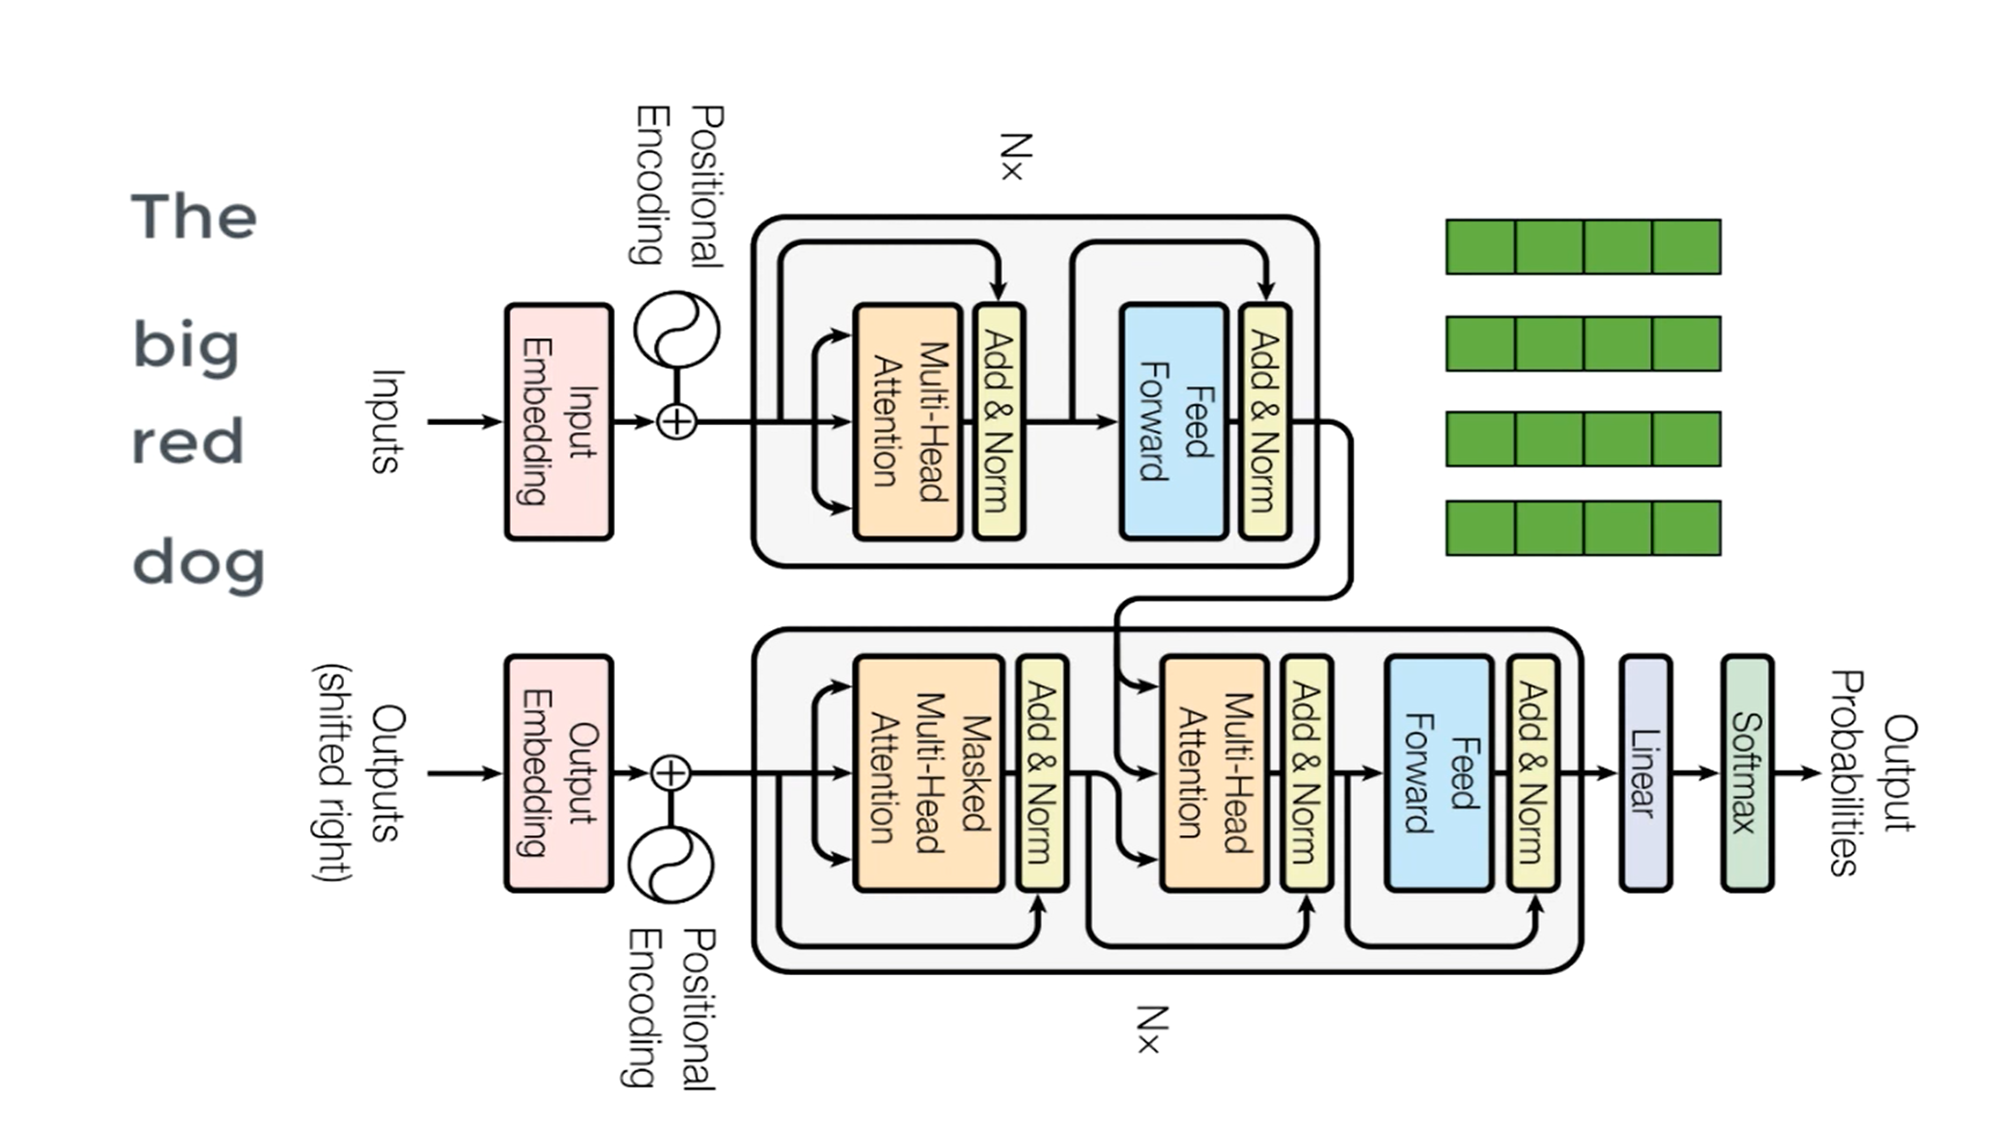 The
big
red
dog
Inputs
Input
Embedding
Positional
Encoding
Nx
Multi-Head
Attention
Add & Norm
Feed
Forward
Add & Norm
Outputs
(shifted right)
Output
Embedding
Positional
Encoding
Masked
Multi-Head
Attention
Add & Norm
Multi-Head
Attention
Add & Norm
Feed
Forward
Add & Norm
Nx
Linear
Softmax
Output
Probabilities